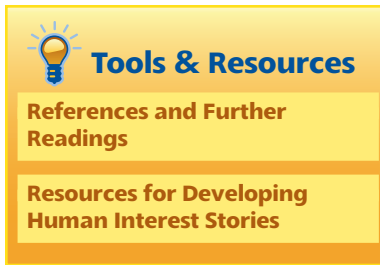 Tools & Resources
References and Further
Readings
Resources for Developing
Human Interest Stories